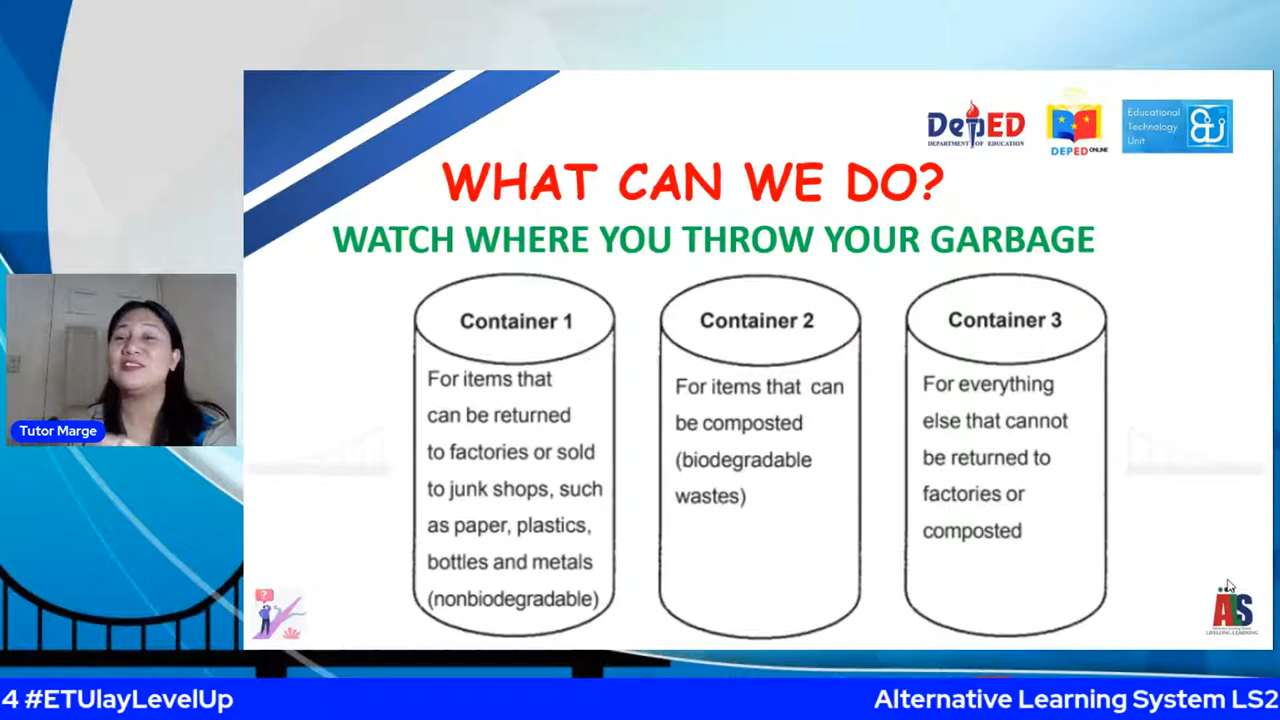 DepED
DEPARTMENT OF EDUCATION
DEPED ONLINE
Educational
Technology
Unit
WHAT CAN WE DO?
WATCH WHERE YOU THROW YOUR GARBAGE
Container 1
For items that
can be returned
to factories or sold
to junk shops, such
as paper, plastics,
bottles and metals
(nonbiodegradable)
Container 2
For items that can
be composted
(biodegradable
wastes)
Container 3
For everything
else that cannot
be returned to
factories or
composted
Tutor Marge
?
ALS
LIFELONG LEARNING
4 #ETUlayLevelUp
Alternative Learning System LS2